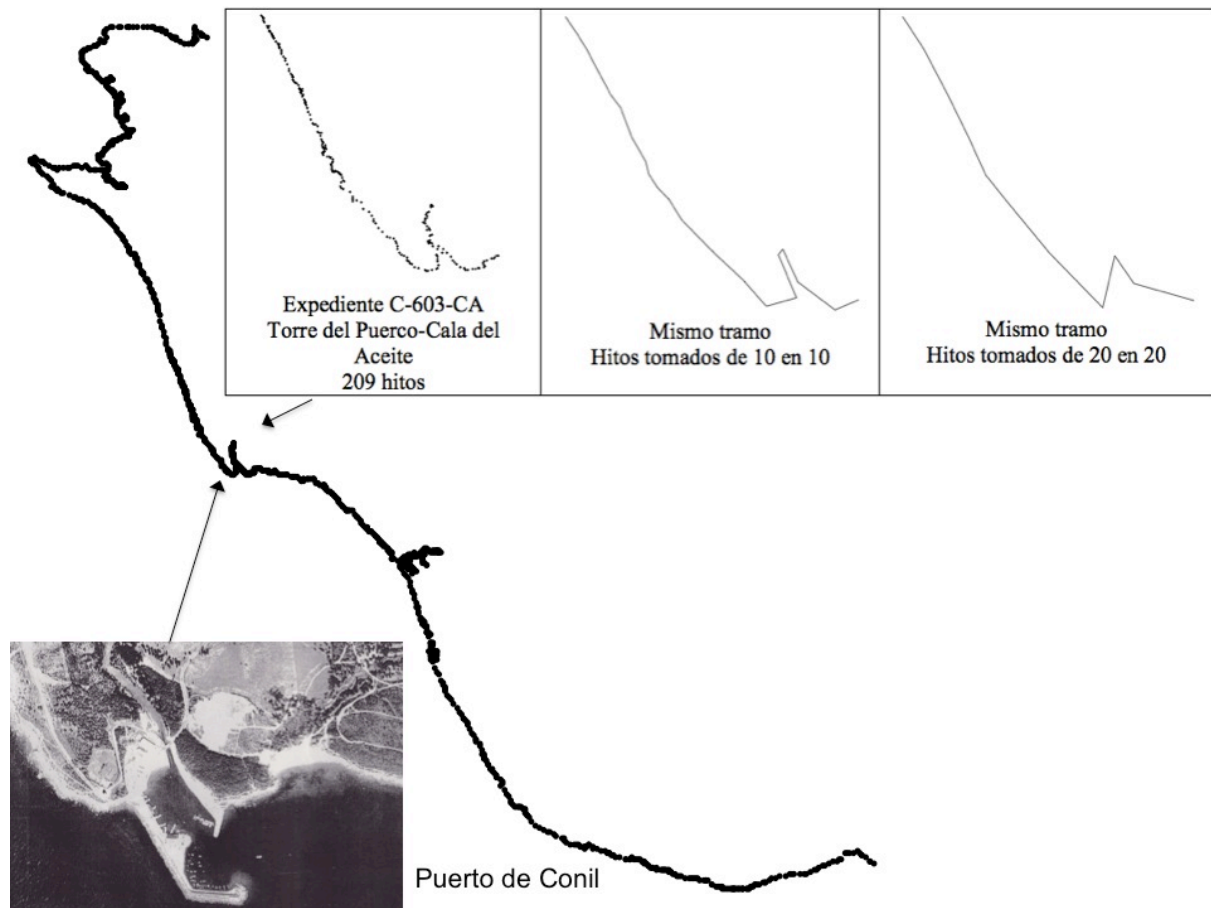 Expediente C-603-CA
Torre del Puerco-Cala del
Aceite
209 hitos
Mismo tramo
Hitos tomados de 10 en 10
Mismo tramo
Hitos tomados de 20 en 20
Puerto de Conil